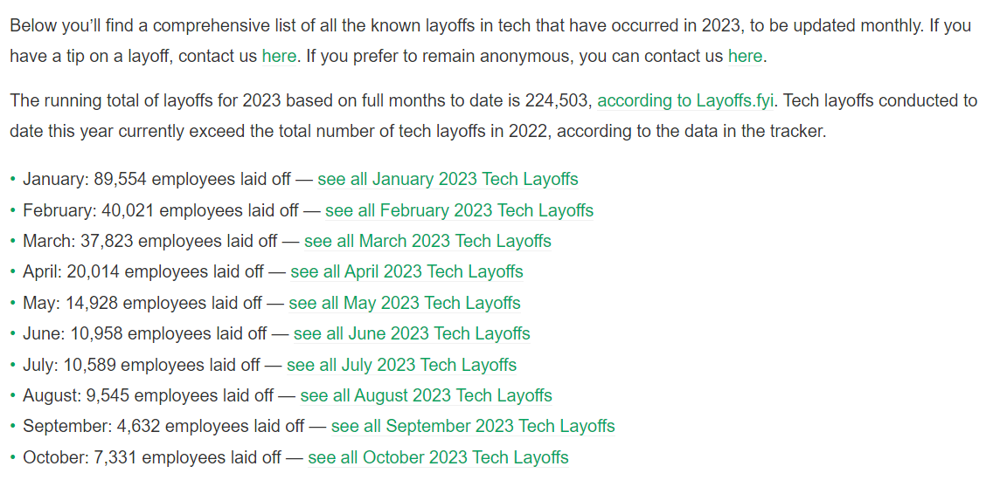 Below you’ll find a comprehensive list of all the known layoffs in tech that have occurred in 2023, to be updated monthly. If you
have a tip on a layoff, contact us here. If you prefer to remain anonymous, you can contact us here.
The running total of layoffs for 2023 based on full months to date is 224,503, according to Layoffs.fyi. Tech layoffs conducted to
date this year currently exceed the total number of tech layoffs in 2022, according to the data in the tracker.
• January: 89,554 employees laid off — see all January 2023 Tech Layoffs
• February: 40,021 employees laid off — see all February 2023 Tech Layoffs
• March: 37,823 employees laid off — see all March 2023 Tech Layoffs
• April: 20,014 employees laid off — see all April 2023 Tech Layoffs
• May: 14,928 employees laid off — see all May 2023 Tech Layoffs
• June: 10,958 employees laid off — see all June 2023 Tech Layoffs
• July: 10,589 employees laid off — see all July 2023 Tech Layoffs
• August: 9,545 employees laid off — see all August 2023 Tech Layoffs
• September: 4,632 employees laid off — see all September 2023 Tech Layoffs
• October: 7,331 employees laid off — see all October 2023 Tech Layoffs